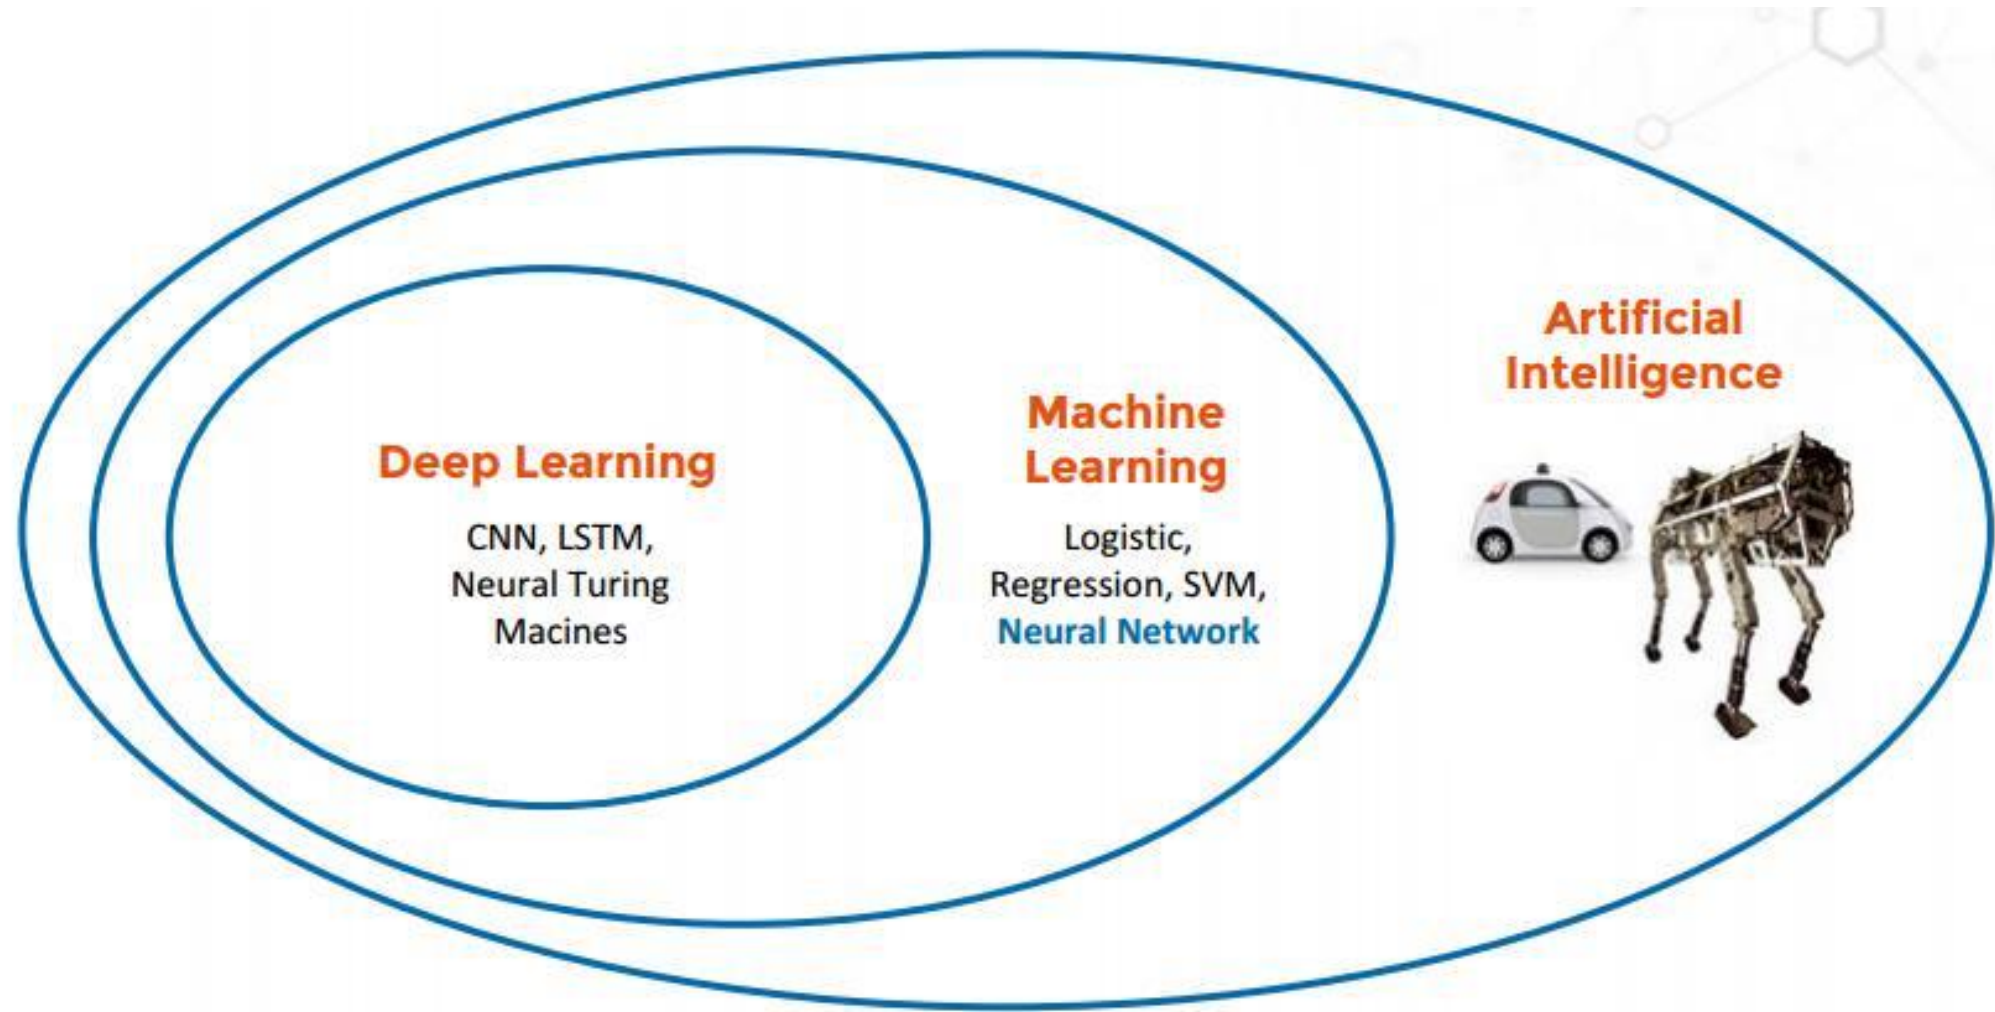 Deep Learning
CNN, LSTM,
Neural Turing
Macines
Machine
Learning
Logistic,
Regression, SVM,
Neural Network
Artificial
Intelligence